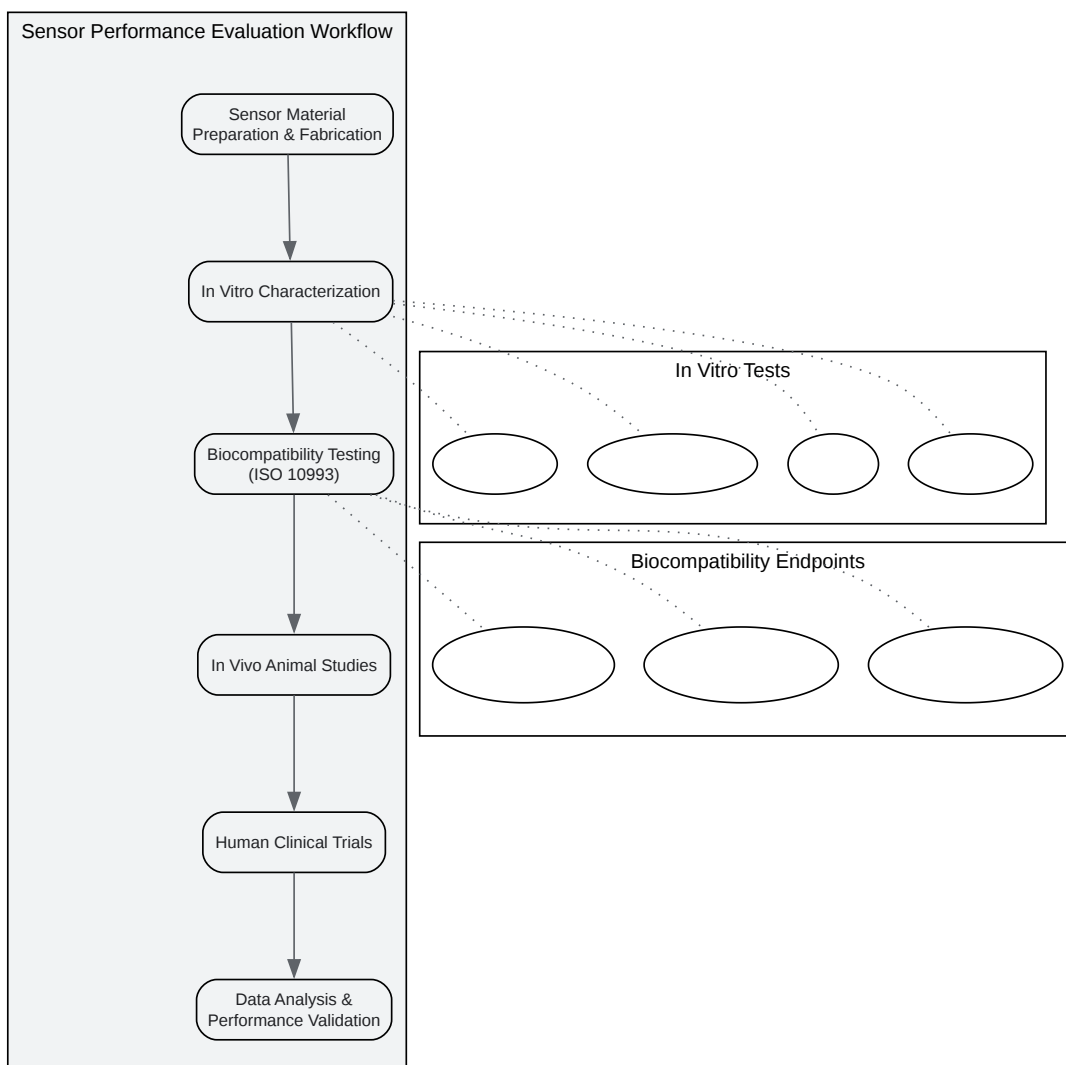 Sensor Performance Evaluation Workflow
Sensor Material
Preparation & Fabrication
In Vitro Characterization
In Vitro Tests
Biocompatibility Testing
(ISO 10993)
Biocompatibility Endpoints
In Vivo Animal Studies
Human Clinical Trials
Data Analysis &
Performance Validation